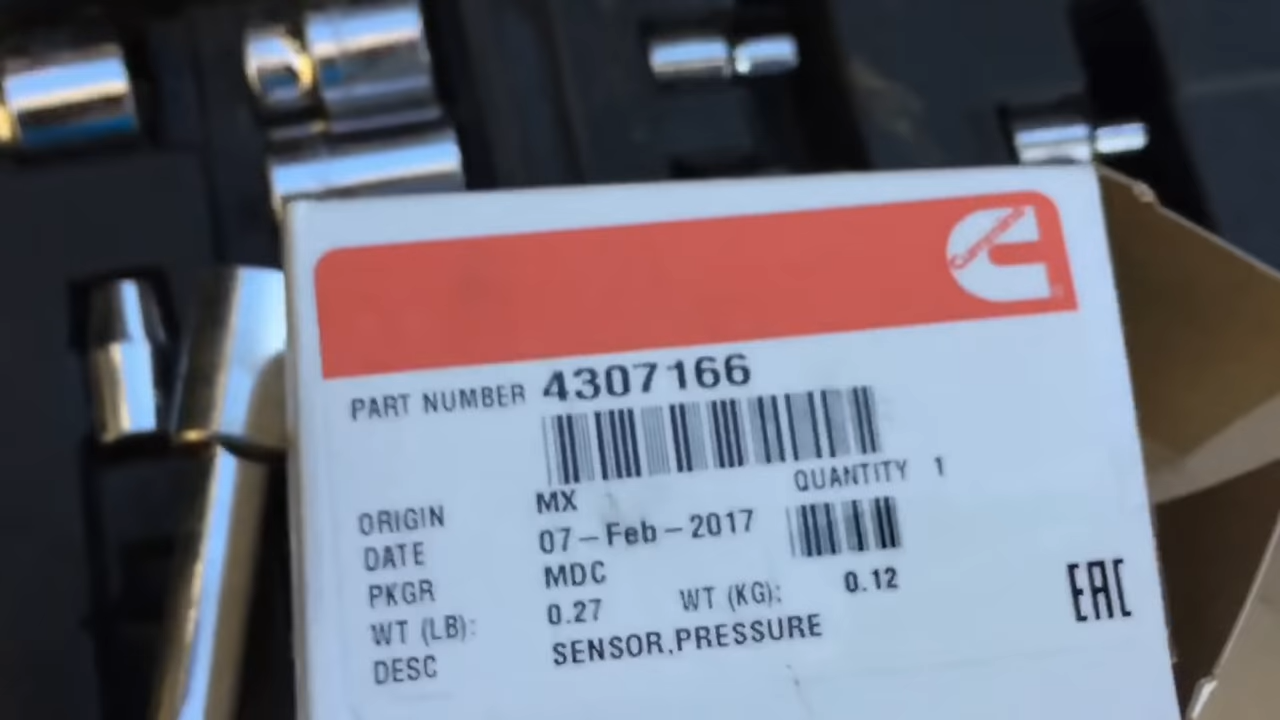 Cummins
PART NUMBER 4307166
QUANTITY 1
ORIGIN MX
DATE 07-Feb-2017
PKGR MDC
WT (LB): 0.27 WT (KG): 0.12
DESC SENSOR,PRESSURE
EAC